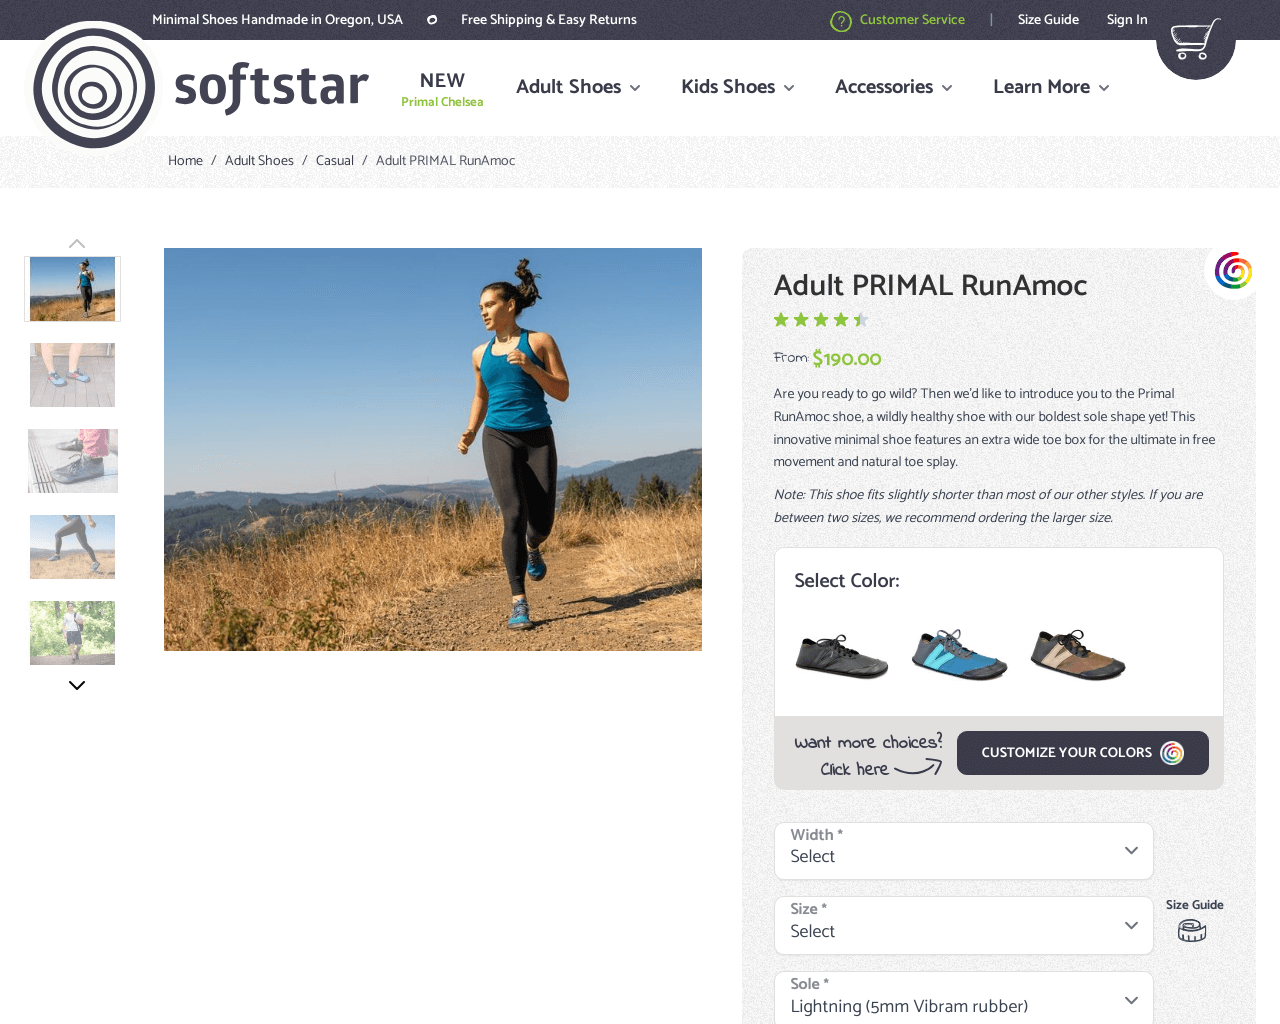 Minimal Shoes Handmade in Oregon, USA
Free Shipping & Easy Returns
Customer Service
|
Size Guide
Sign In
softstar
NEW
Primal Chelsea
Adult Shoes
Kids Shoes
Accessories
Learn More
Home / Adult Shoes / Casual / Adult PRIMAL RunAmoc
Adult PRIMAL RunAmoc
From: $190.00
Are you ready to go wild? Then we'd like to introduce you to the Primal
RunAmoc shoe, a wildly healthy shoe with our boldest sole shape yet! This
innovative minimal shoe features an extra wide toe box for the ultimate in free
movement and natural toe splay.
Note: This shoe fits slightly shorter than most of our other styles. If you are
between two sizes, we recommend ordering the larger size.
Select Color:
Want more choices?
Click here
CUSTOMIZE YOUR COLORS
Width *
Select
Size *
Select
Size Guide
Sole *
Lightning (5mm Vibram rubber)